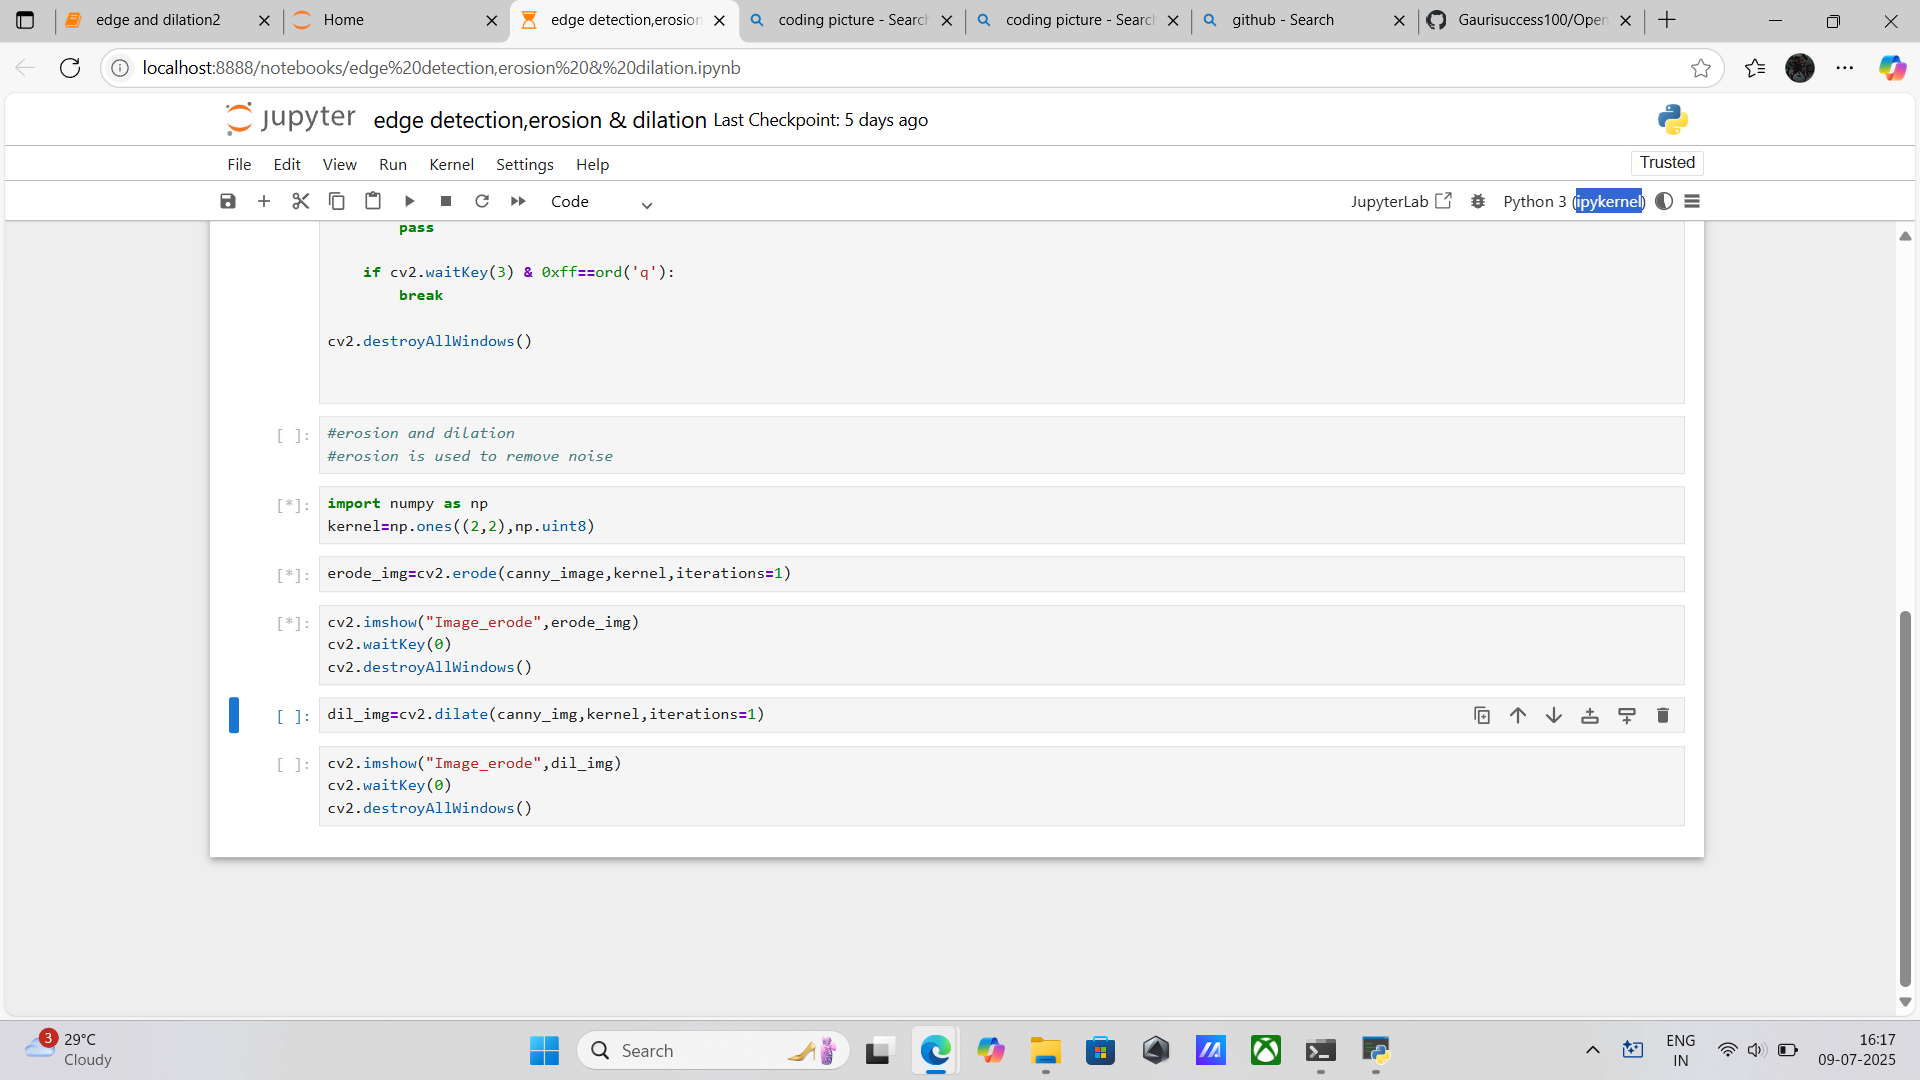 edge and dilation2
Home
edge detection,erosion
coding picture - Search
coding picture - Search
github - Search
Gaurisuccess100/Open
localhost:8888/notebooks/edge%20detection,erosion%20&%20dilation.ipynb
jupyter
edge detection,erosion & dilation Last Checkpoint: 5 days ago
File Edit View Run Kernel Settings Help
Trusted
Code
JupyterLab
Python 3 (ipykernel)
pass
if cv2.waitKey(3) & 0xff==ord('q'):
break
cv2.destroyAllWindows()
[ ]:
#erosion and dilation
#erosion is used to remove noise
[*]:
import numpy as np
kernel=np.ones((2,2),np.uint8)
[*]:
erode_img=cv2.erode(canny_image,kernel,iterations=1)
[*]:
cv2.imshow("Image_erode",erode_img)
cv2.waitKey(0)
cv2.destroyAllWindows()
[ ]:
dil_img=cv2.dilate(canny_img,kernel,iterations=1)
[ ]:
cv2.imshow("Image_erode",dil_img)
cv2.waitKey(0)
cv2.destroyAllWindows()
3
29°C
Cloudy
Search
ENG
IN
16:17
09-07-2025